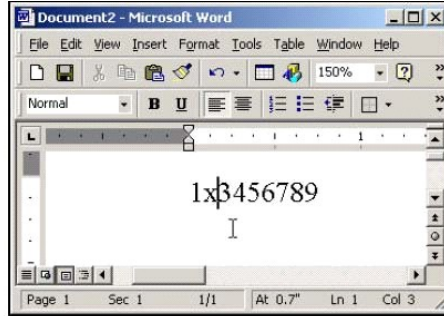 Document2 - Microsoft Word
File Edit View Insert Format Tools Table Window Help
150%
Normal B U
1
1x3456789
Page 1 Sec 1 1/1 At 0.7" Ln 1 Col 3